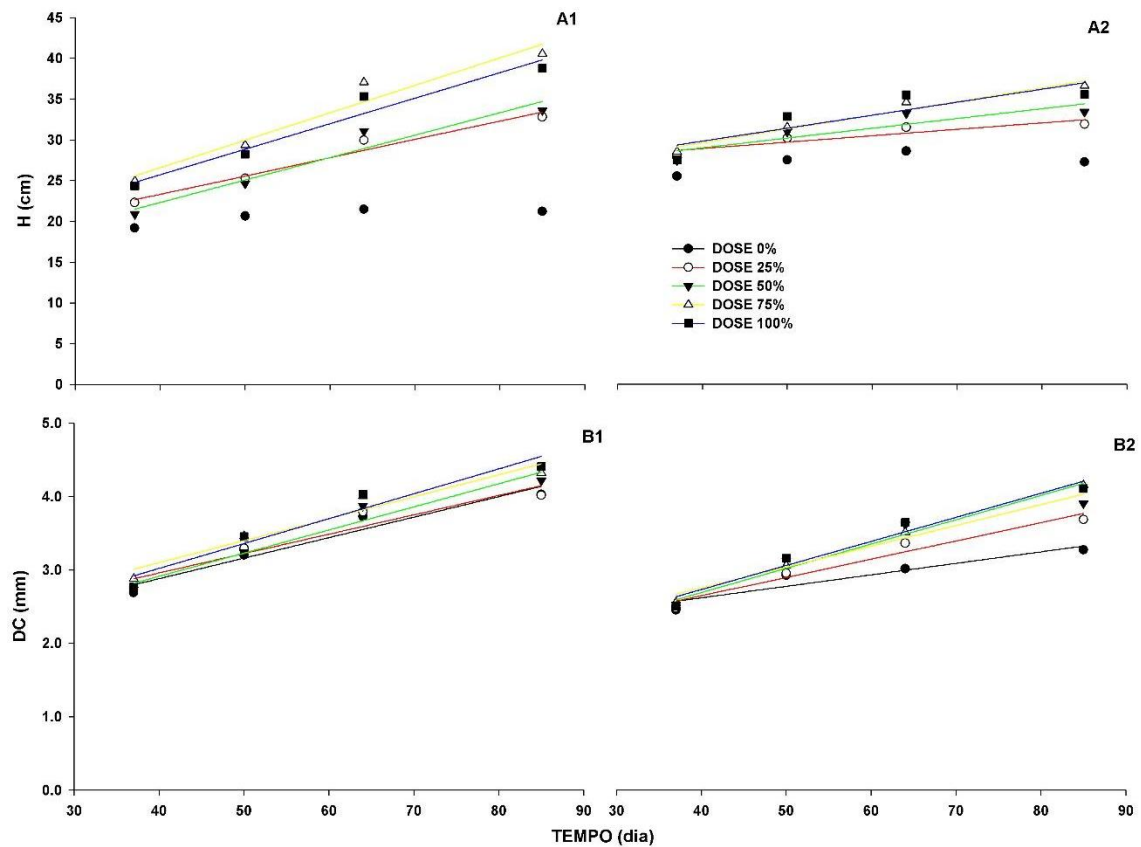 A1
A2
H (cm)
45
40
35
30
25
20
15
10
5
0
DOSE 0%
DOSE 25%
DOSE 50%
DOSE 75%
DOSE 100%
B1
B2
DC (mm)
5.0
4.0
3.0
2.0
1.0
0.0
30 40 50 60 70 80 90
30 40 50 60 70 80 90
TEMPO (dia)